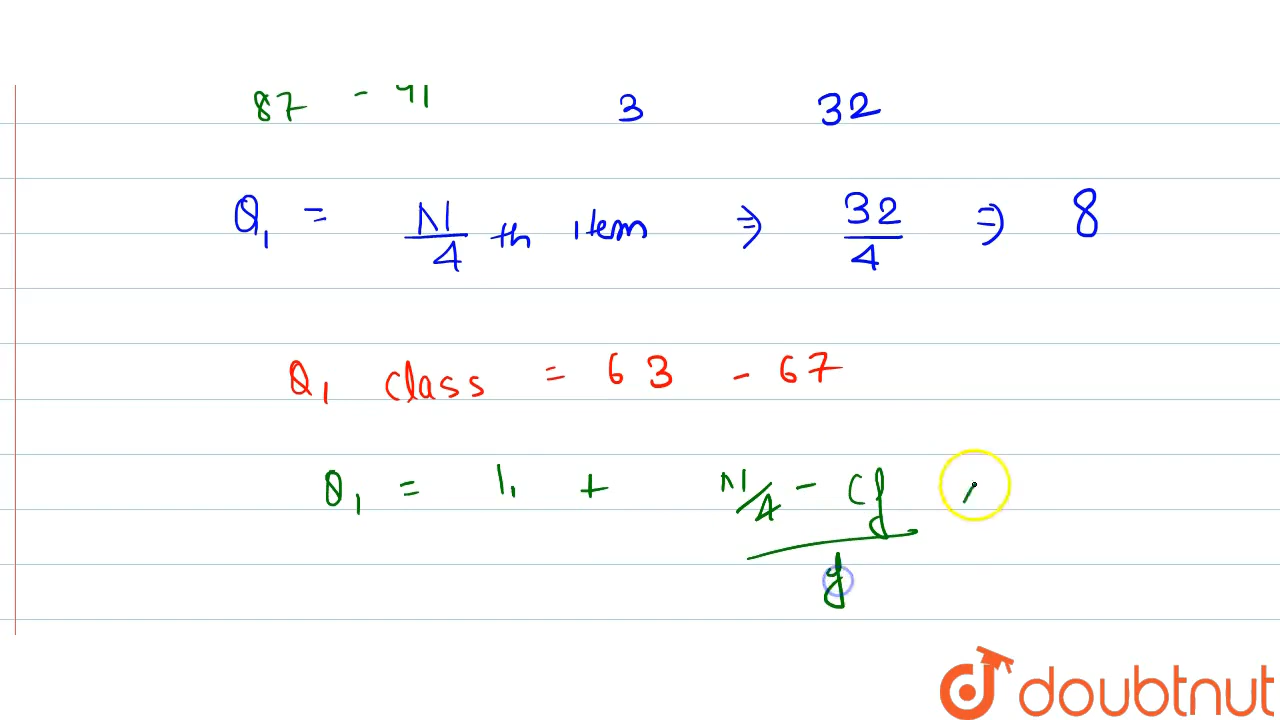 87 - 91 3 32
Q1 = N/4 th item ⇒ 32/4 ⇒ 8
Q1 class = 63 - 67
Q1 = l1 + N/4 - cf / f
doubtnut